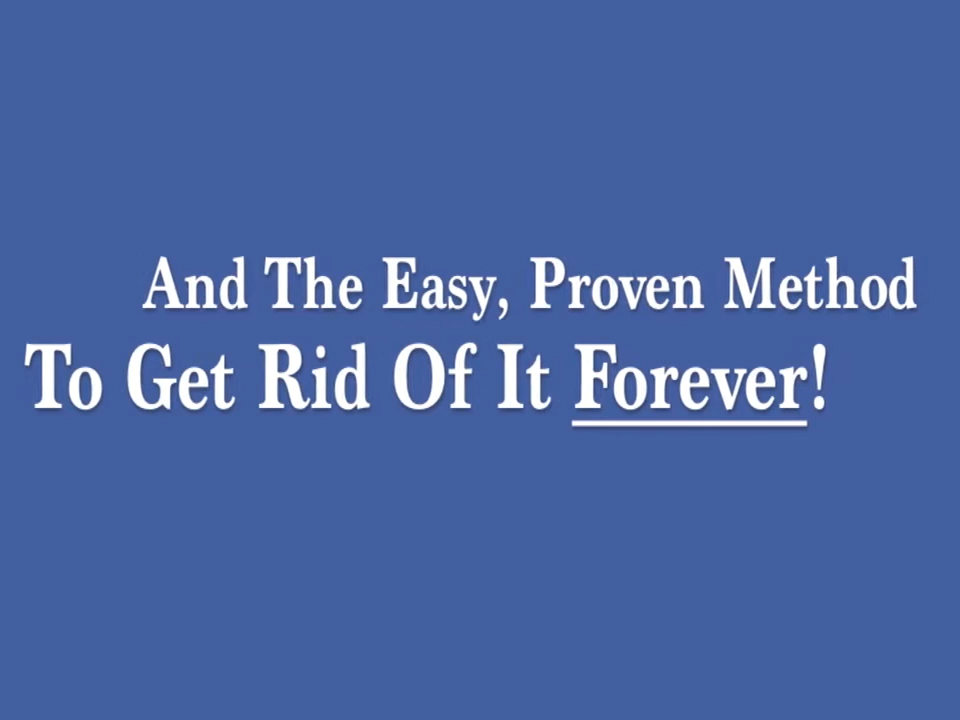 And The Easy, Proven Method
To Get Rid Of It Forever!